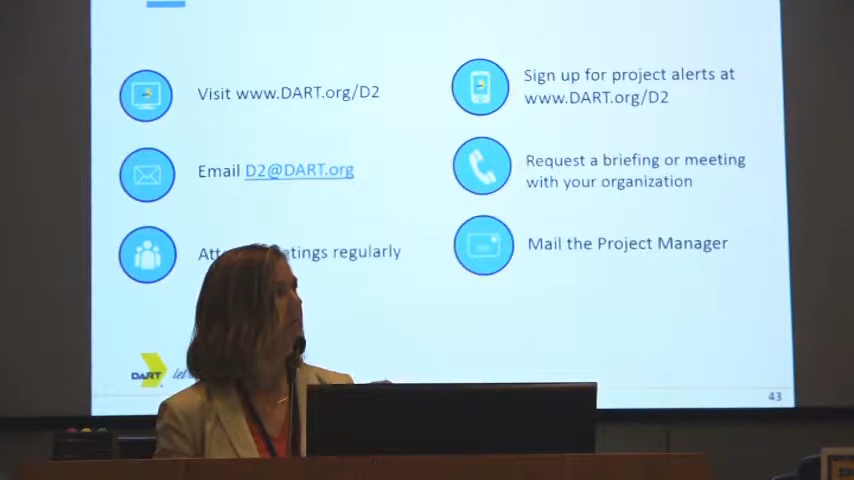 Visit www.DART.org/D2
Email D2@DART.org
meetings regularly
Sign up for project alerts at
www.DART.org/D2
Request a briefing or meeting
with your organization
Mail the Project Manager
DART
43